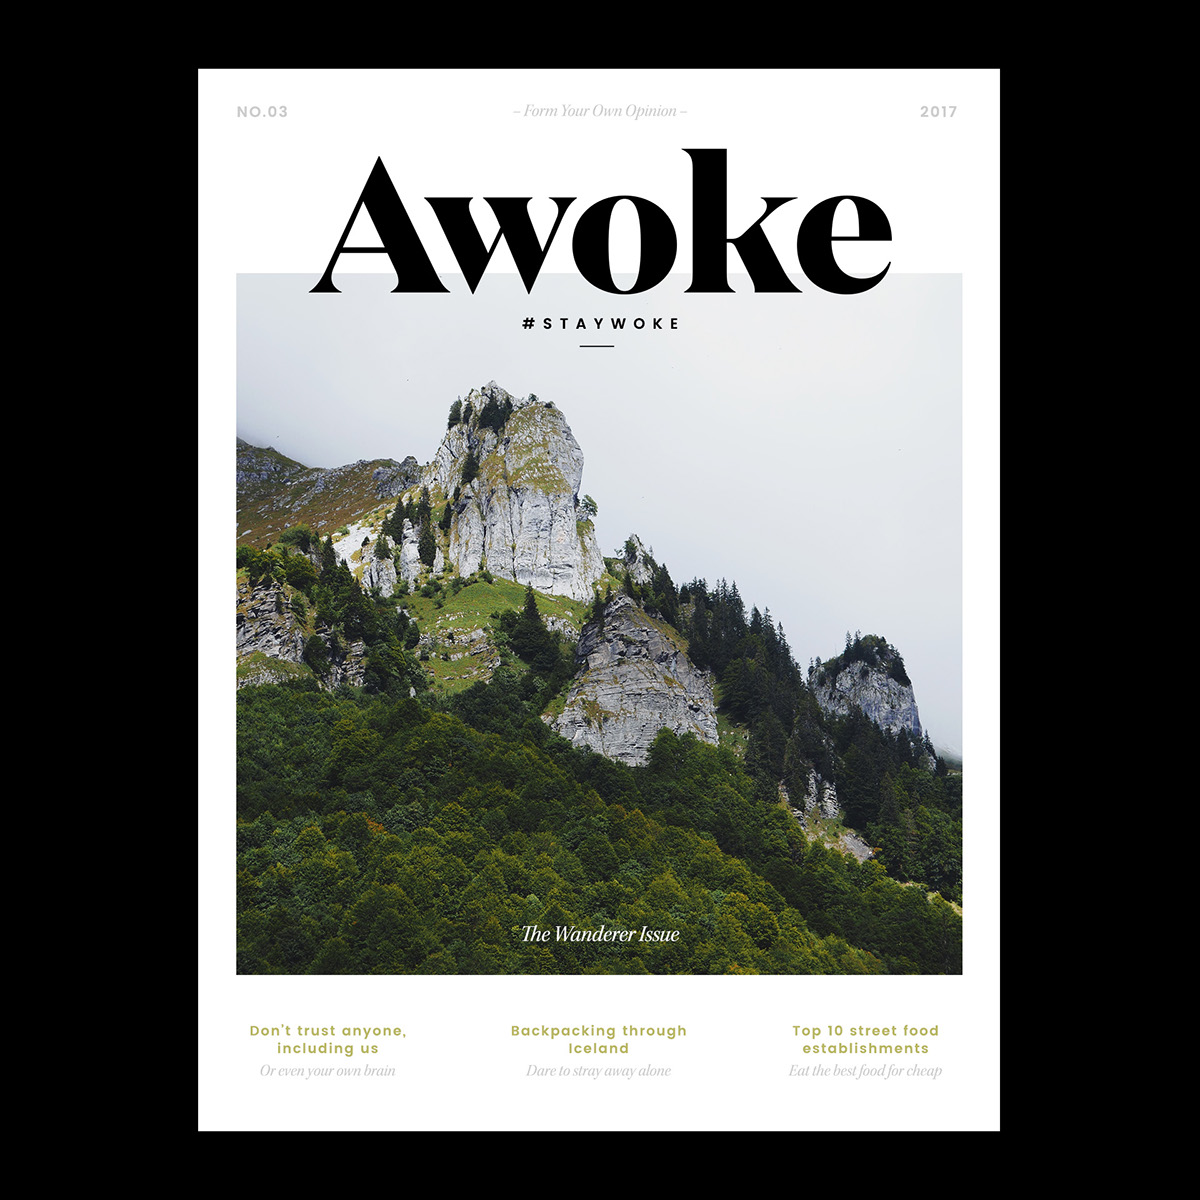 NO.03
– Form Your Own Opinion –
2017
Awoke
#STAYWOKE
The Wanderer Issue
Don't trust anyone,
including us
Or even your own brain
Backpacking through
Iceland
Dare to stray away alone
Top 10 street food
establishments
Eat the best food for cheap